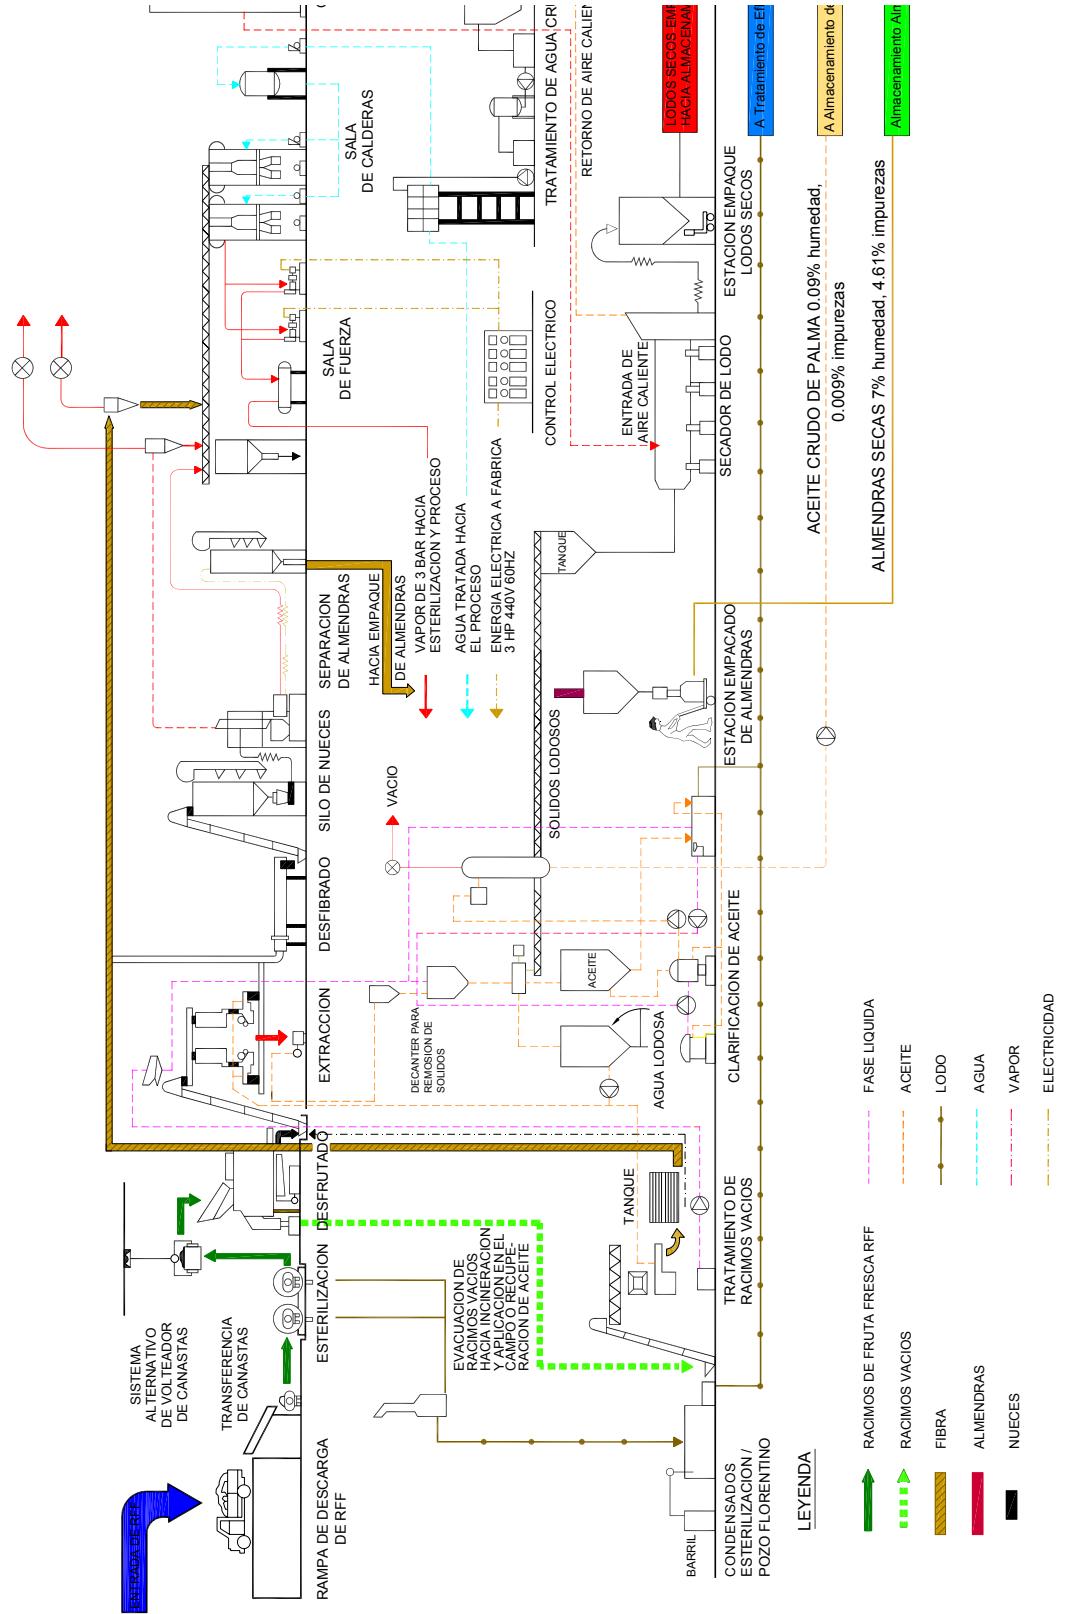 ENTRADA DE RFF
RAMPA DE DESCARGA
DE RFF
SISTEMA
ALTERNATIVO
DE VOLTEADOR
DE CANASTAS
TRANSFERENCIA
DE CANASTAS
ESTERILIZACION
DESFRUTADO
EXTRACCION
DESFIBRADO
SILO DE NUECES
SEPARACION
DE ALMENDRAS
HACIA EMPAQUE
DE ALMENDRAS
SALA
DE FUERZA
SALA
DE CALDERAS
VAPOR DE 3 BAR HACIA
ESTERILIZACION Y PROCESO
AGUA TRATADA HACIA
EL PROCESO
ENERGIA ELECTRICA A FABRICA
3 HP 440V 60HZ
CONTROL ELECTRICO
TRATAMIENTO DE AGUA
RETORNO DE AIRE
EVACUACION DE
RACIMOS VACIOS
HACIA INCINERACION
Y APLICACION EN EL
CAMPO O RECUPE-
RACION DE ACEITE
DECANTER PARA
REMOSION DE
SOLIDOS
VACIO
SOLIDOS LODOSOS
TANQUE
ACEITE
AGUA LODOSA
TANQUE
ENTRADA DE
AIRE CALIENTE
BARRIL
CONDENSADOS
ESTERILIZACION /
POZO FLORENTINO
TRATAMIENTO DE
RACIMOS VACIOS
CLARIFICACION DE ACEITE
ESTACION EMPACADO
DE ALMENDRAS
SECADOR DE LODO
ESTACION EMPAQUE
LODOS SECOS
LODOS SECOS
HACIA
A Tratamiento de
A Almacenamiento
Almacenamiento
ACEITE CRUDO DE PALMA 0.09% humedad,
0.009% impurezas
ALMENDRAS SECAS 7% humedad, 4.61% impurezas
LEYENDA
RACIMOS DE FRUTA FRESCA RFF
RACIMOS VACIOS
FIBRA
ALMENDRAS
NUECES
FASE LIQUIDA
ACEITE
LODO
AGUA
VAPOR
ELECTRICIDAD